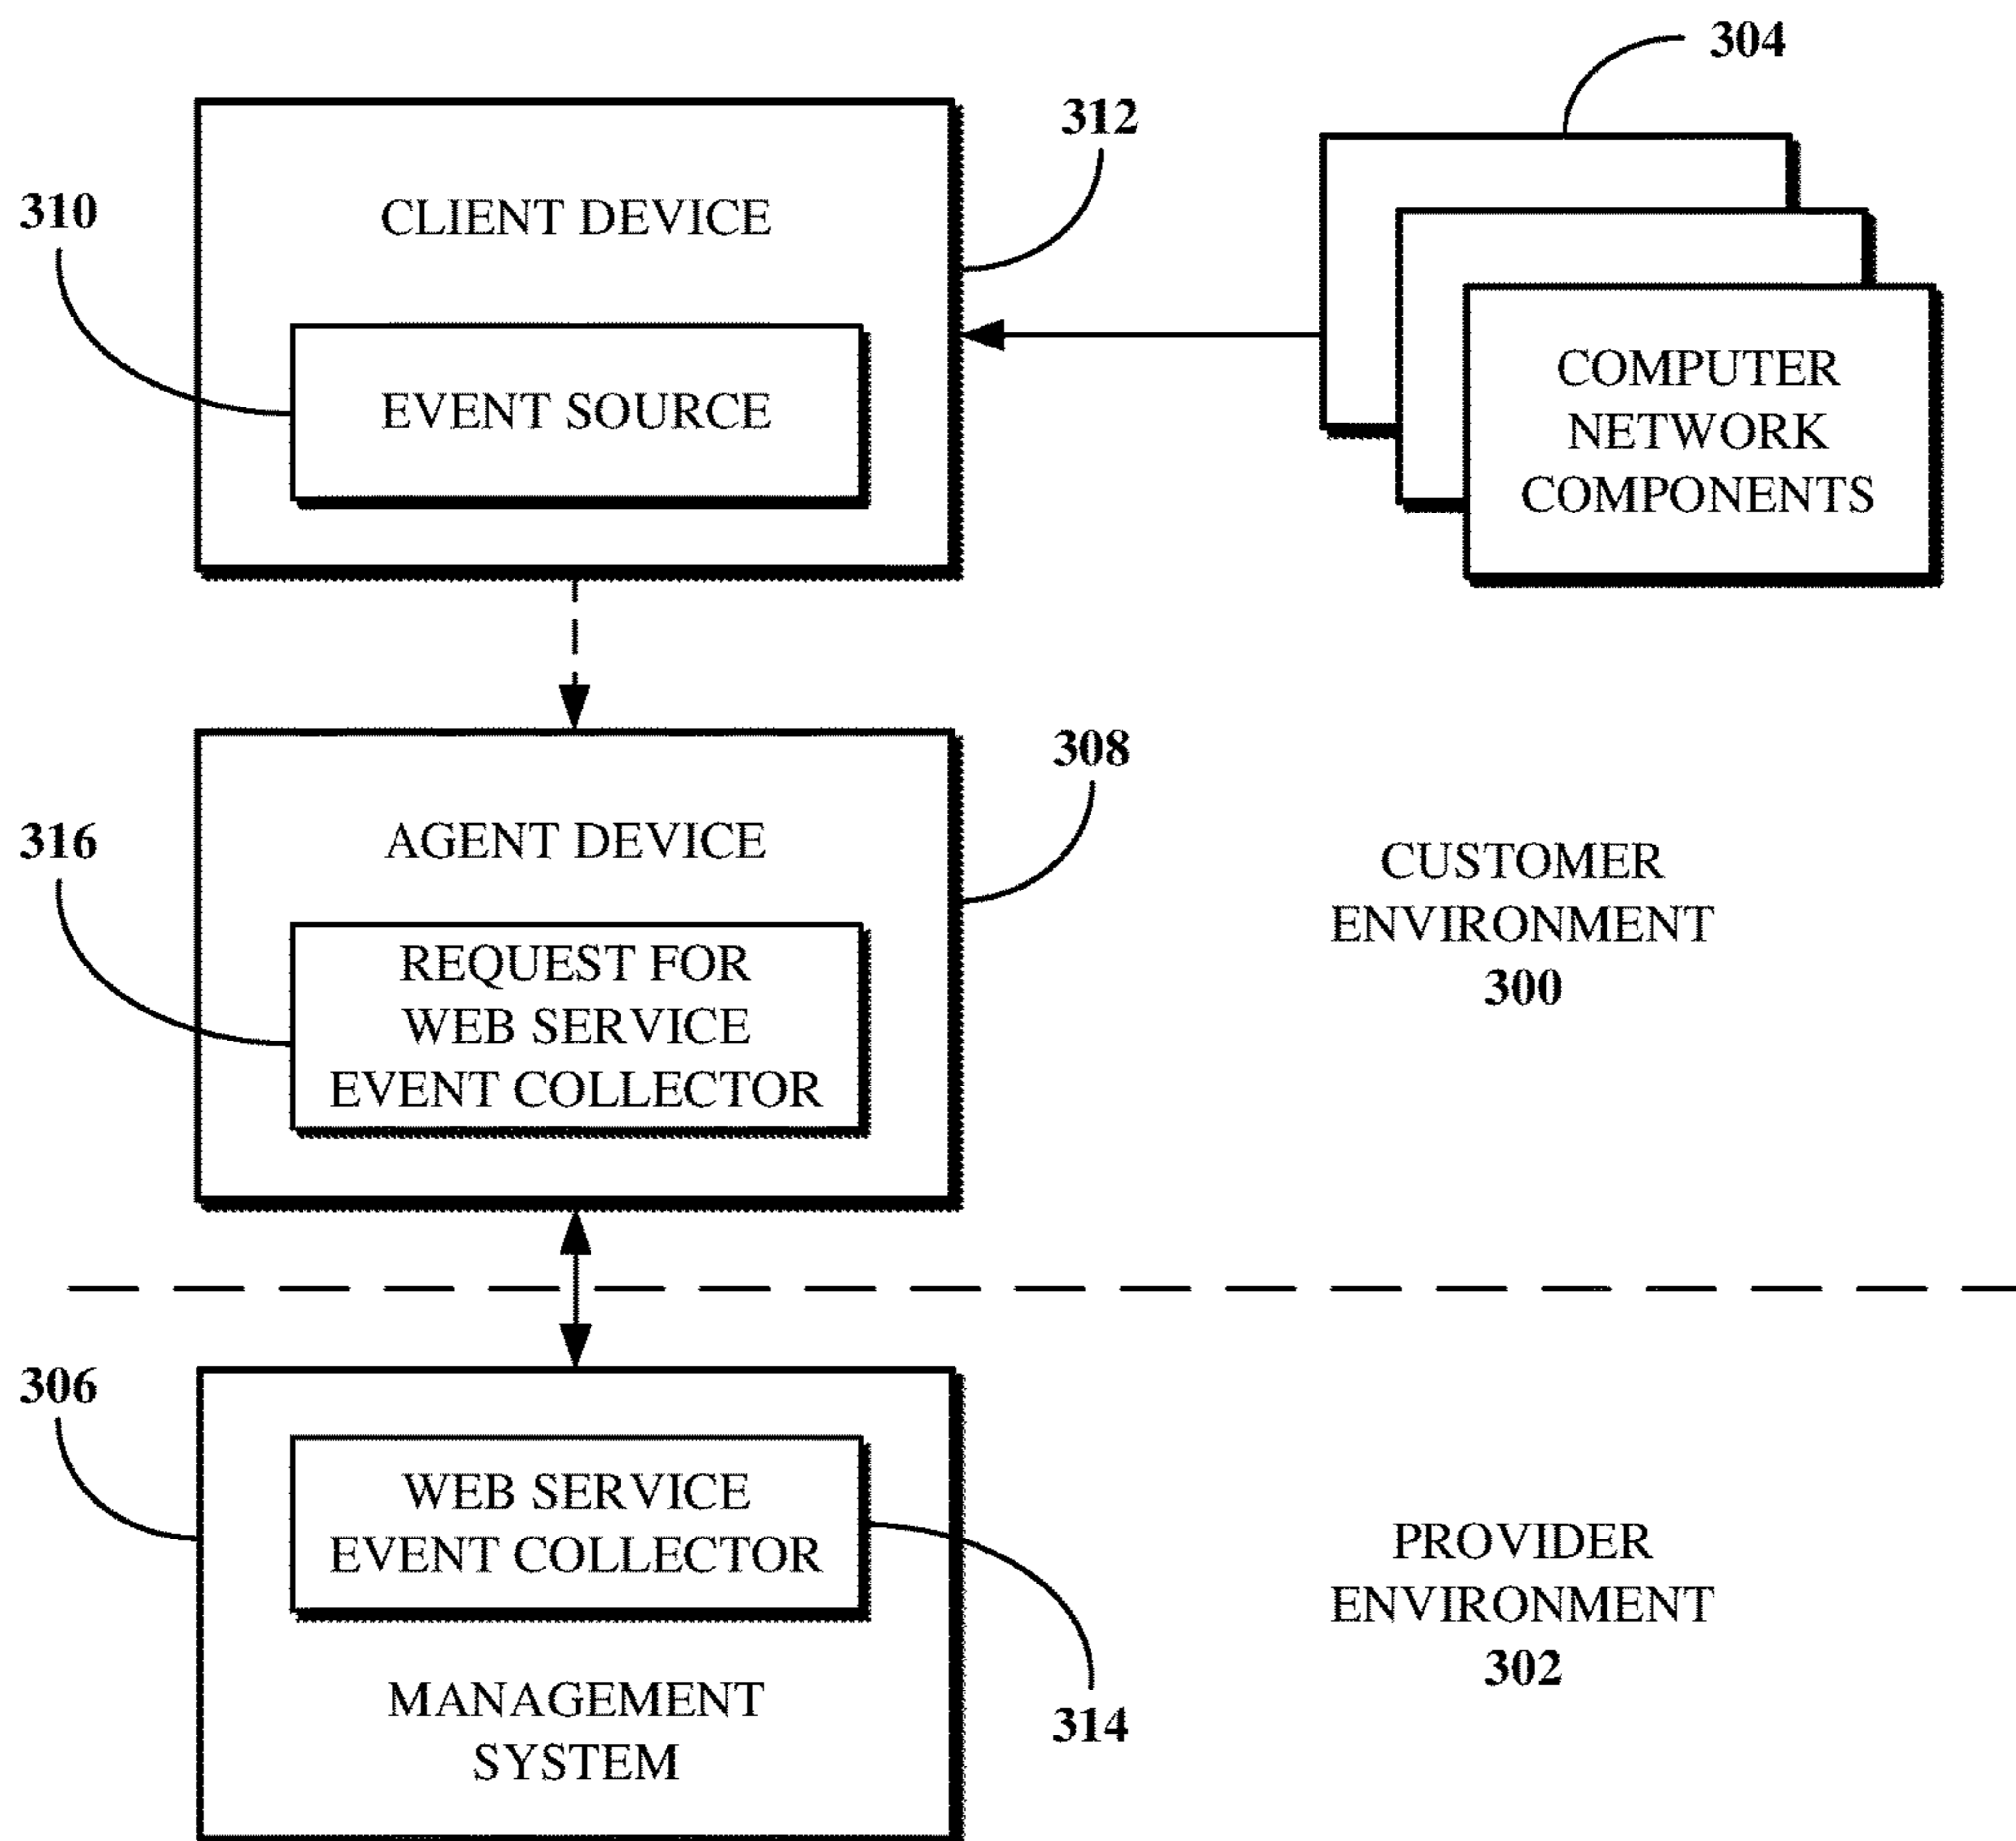 304
312
310
CLIENT DEVICE
EVENT SOURCE
COMPUTER
NETWORK
COMPONENTS
308
316
AGENT DEVICE
REQUEST FOR
WEB SERVICE
EVENT COLLECTOR
CUSTOMER
ENVIRONMENT
300
306
WEB SERVICE
EVENT COLLECTOR
MANAGEMENT
SYSTEM
314
PROVIDER
ENVIRONMENT
302